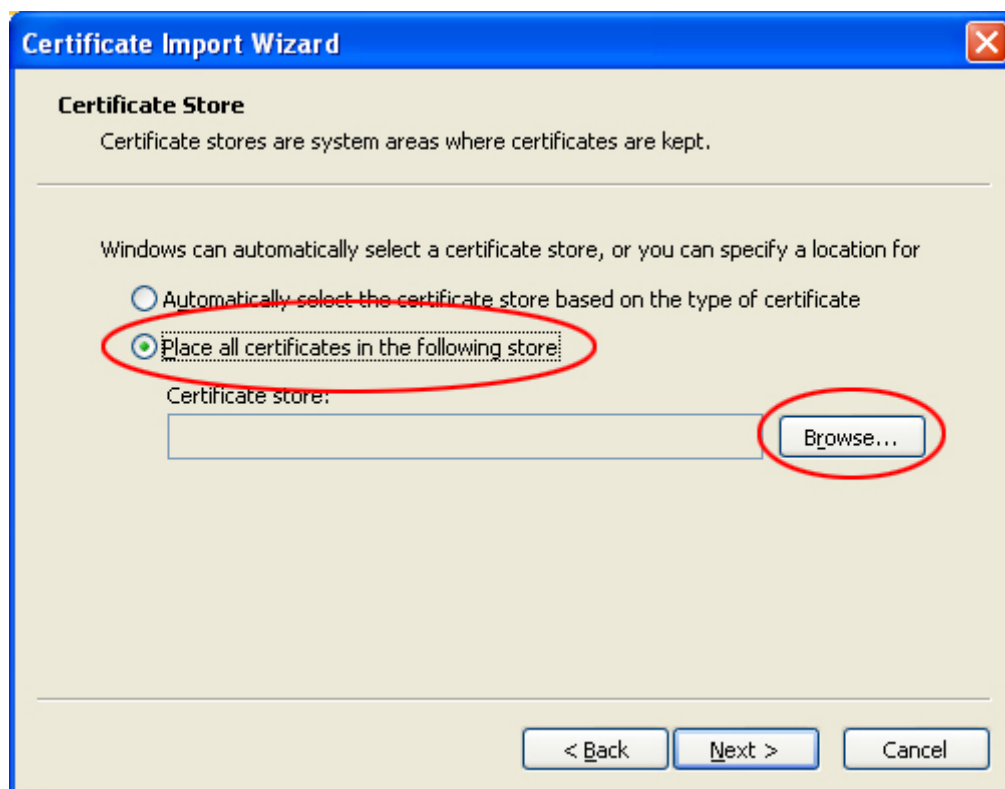 Certificate Import Wizard
Certificate Store
Certificate stores are system areas where certificates are kept.
Windows can automatically select a certificate store, or you can specify a location for
Automatically select the certificate store based on the type of certificate
Place all certificates in the following store
Certificate store:
Browse...
< Back
Next >
Cancel